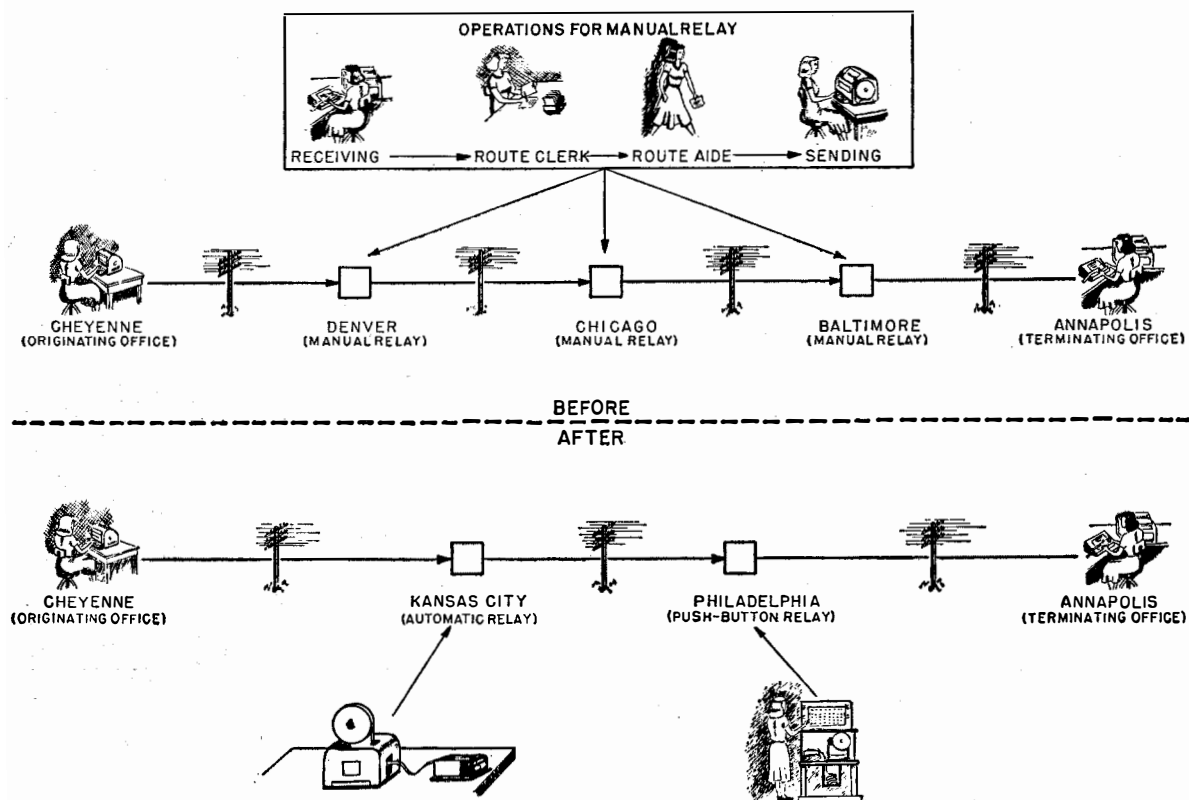 OPERATIONS FOR MANUAL RELAY
RECEIVING ROUTE CLERK ROUTE AIDE SENDING
CHEYENNE
(ORIGINATING OFFICE)
DENVER
(MANUAL RELAY)
CHICAGO
(MANUAL RELAY)
BALTIMORE
(MANUAL RELAY)
ANNAPOLIS
(TERMINATING OFFICE)
BEFORE
AFTER
CHEYENNE
(ORIGINATING OFFICE)
KANSAS CITY
(AUTOMATIC RELAY)
PHILADELPHIA
(PUSH-BUTTON RELAY)
ANNAPOLIS
(TERMINATING OFFICE)